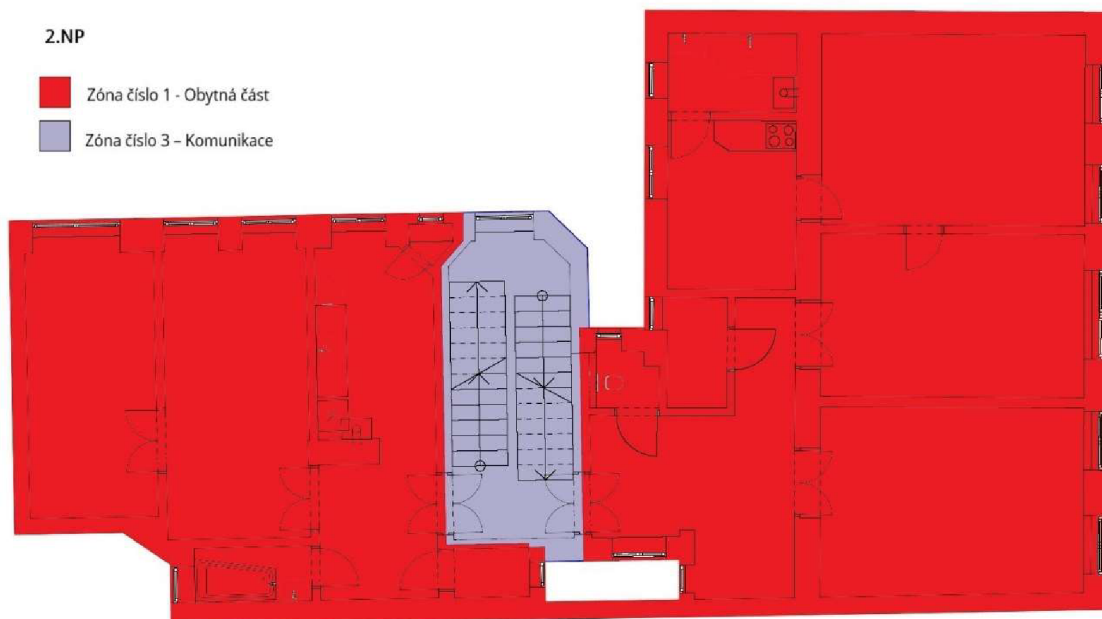 2.NP
Zóna číslo 1 - Obytná část
Zóna číslo 3 – Komunikace